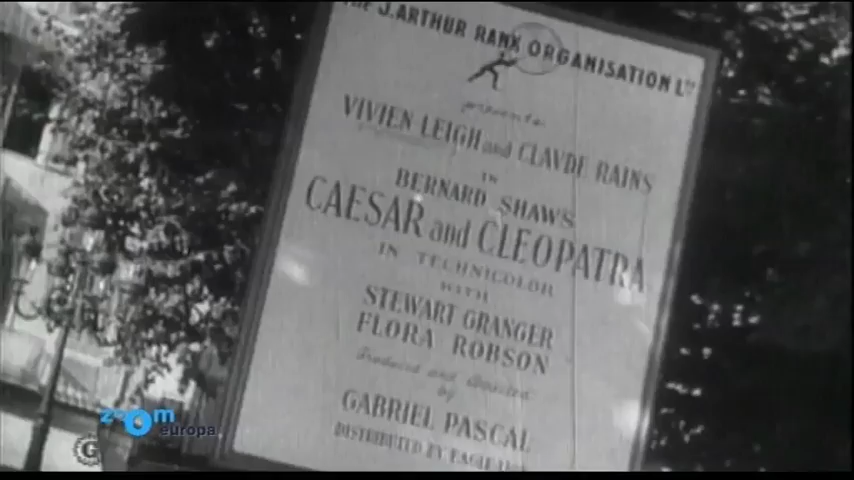 THE J. ARTHUR RANK ORGANISATION LTD
presents
VIVIEN LEIGH and CLAUDE RAINS
IN
BERNARD SHAW'S
CAESAR and CLEOPATRA
IN TECHNICOLOR
WITH
STEWART GRANGER
FLORA ROBSON
Produced and Directed
by
GABRIEL PASCAL
DISTRIBUTED BY EAGLE
zoom
europa
G